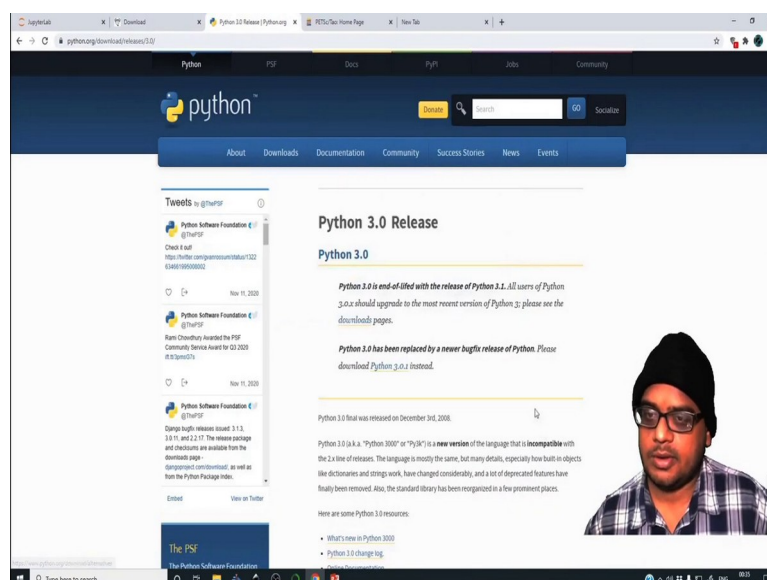 JupyterLab
Download
Python 3.0 Release | Python.org
PETSc/Tao: Home Page
New Tab
python.org/download/releases/3.0/
Python
PSF
Docs
PyPI
Jobs
Community
python™
Donate
Search
GO
Socialize
About
Downloads
Documentation
Community
Success Stories
News
Events
Tweets by @ThePSF
Python Software Foundation
@ThePSF
Check it out!
Nov 11, 2020
Python Software Foundation
@ThePSF
Rami Chowdhury Awarded the PSF
Community Service Award for Q3 2020
Nov 11, 2020
Python Software Foundation
@ThePSF
Django bugfix releases issued: 3.1.3,
3.0.11, and 2.2.17. The release package
and checksums are available from the
downloads page -
djangoproject.com/download/, as well as
from the Python Package Index.
Embed
View on Twitter
The PSF
The Python Software Foundation
Python 3.0 Release
Python 3.0
Python 3.0 is end-of-lifed with the release of Python 3.1. All users of Python
3.0.x should upgrade to the most recent version of Python 3; please see the
downloads pages.
Python 3.0 has been replaced by a newer bugfix release of Python. Please
download Python 3.0.1 instead.
Python 3.0 final was released on December 3rd, 2008.
Python 3.0 (a.k.a. "Python 3000" or "Py3k") is a new version of the language that is incompatible with
the 2.x line of releases. The language is mostly the same, but many details, especially how built-in objects
like dictionaries and strings work, have changed considerably, and a lot of deprecated features have
finally been removed. Also, the standard library has been reorganized in a few prominent places.
Here are some Python 3.0 resources:
What's new in Python 3000
Python 3.0 change log.
Online Documentation
Type here to search
ENG
00:35